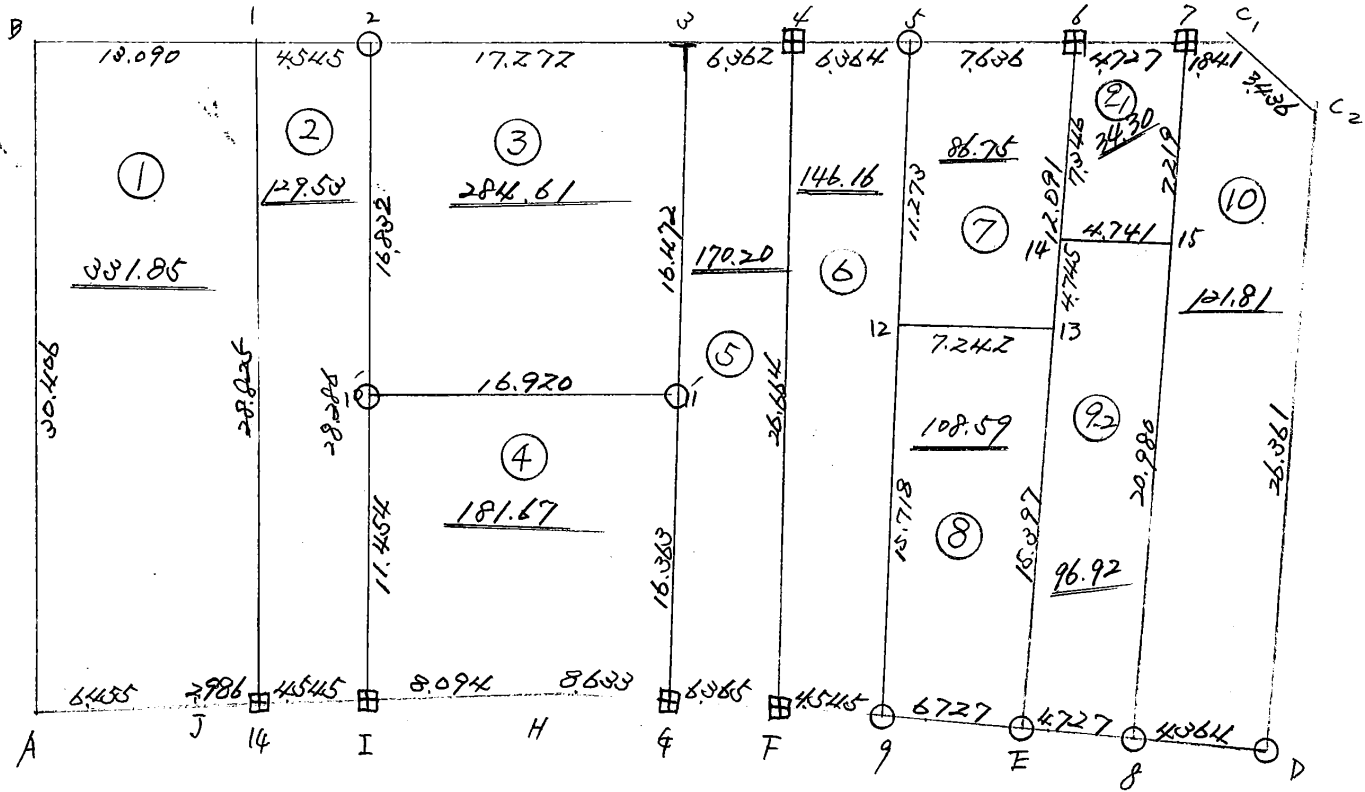 B 1 2 3 4 5 6 7 C1
13.090 4.545 17.272 6.362 6.364 7.636 4.727 1.841
3.436
C2
① ② ③ ⑨1 ⑩
129.53 284.61 146.16 86.75 34.30
7.346 7.219
16.832 16.472 11.273 12.091
⑦
14 4.741 15
331.85 170.20 ⑥ 4.745 121.81
12 7.242 13
⑤
30.406 28.825 28.286 10' 16.920 11' 26.664
④ 108.59 ⑨2
181.67 20.980 26.361
11.454 16.363 15.718 ⑧ 15.397
96.92
6.455 2.986 4.545 8.094 8.633 6.365 4.545 6.727 4.727 4.364
A J 14 I H G F 9 E 8 D